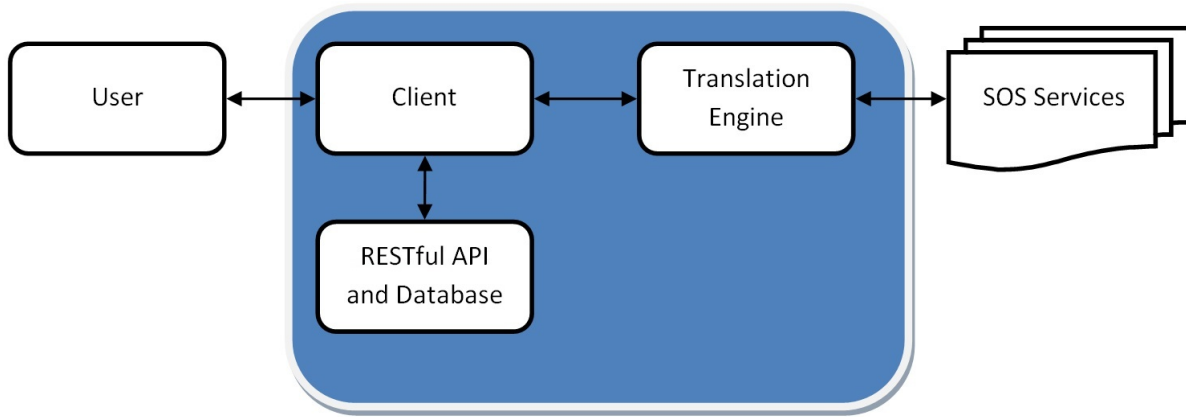 User
Client
Translation
Engine
SOS Services
RESTful API
and Database